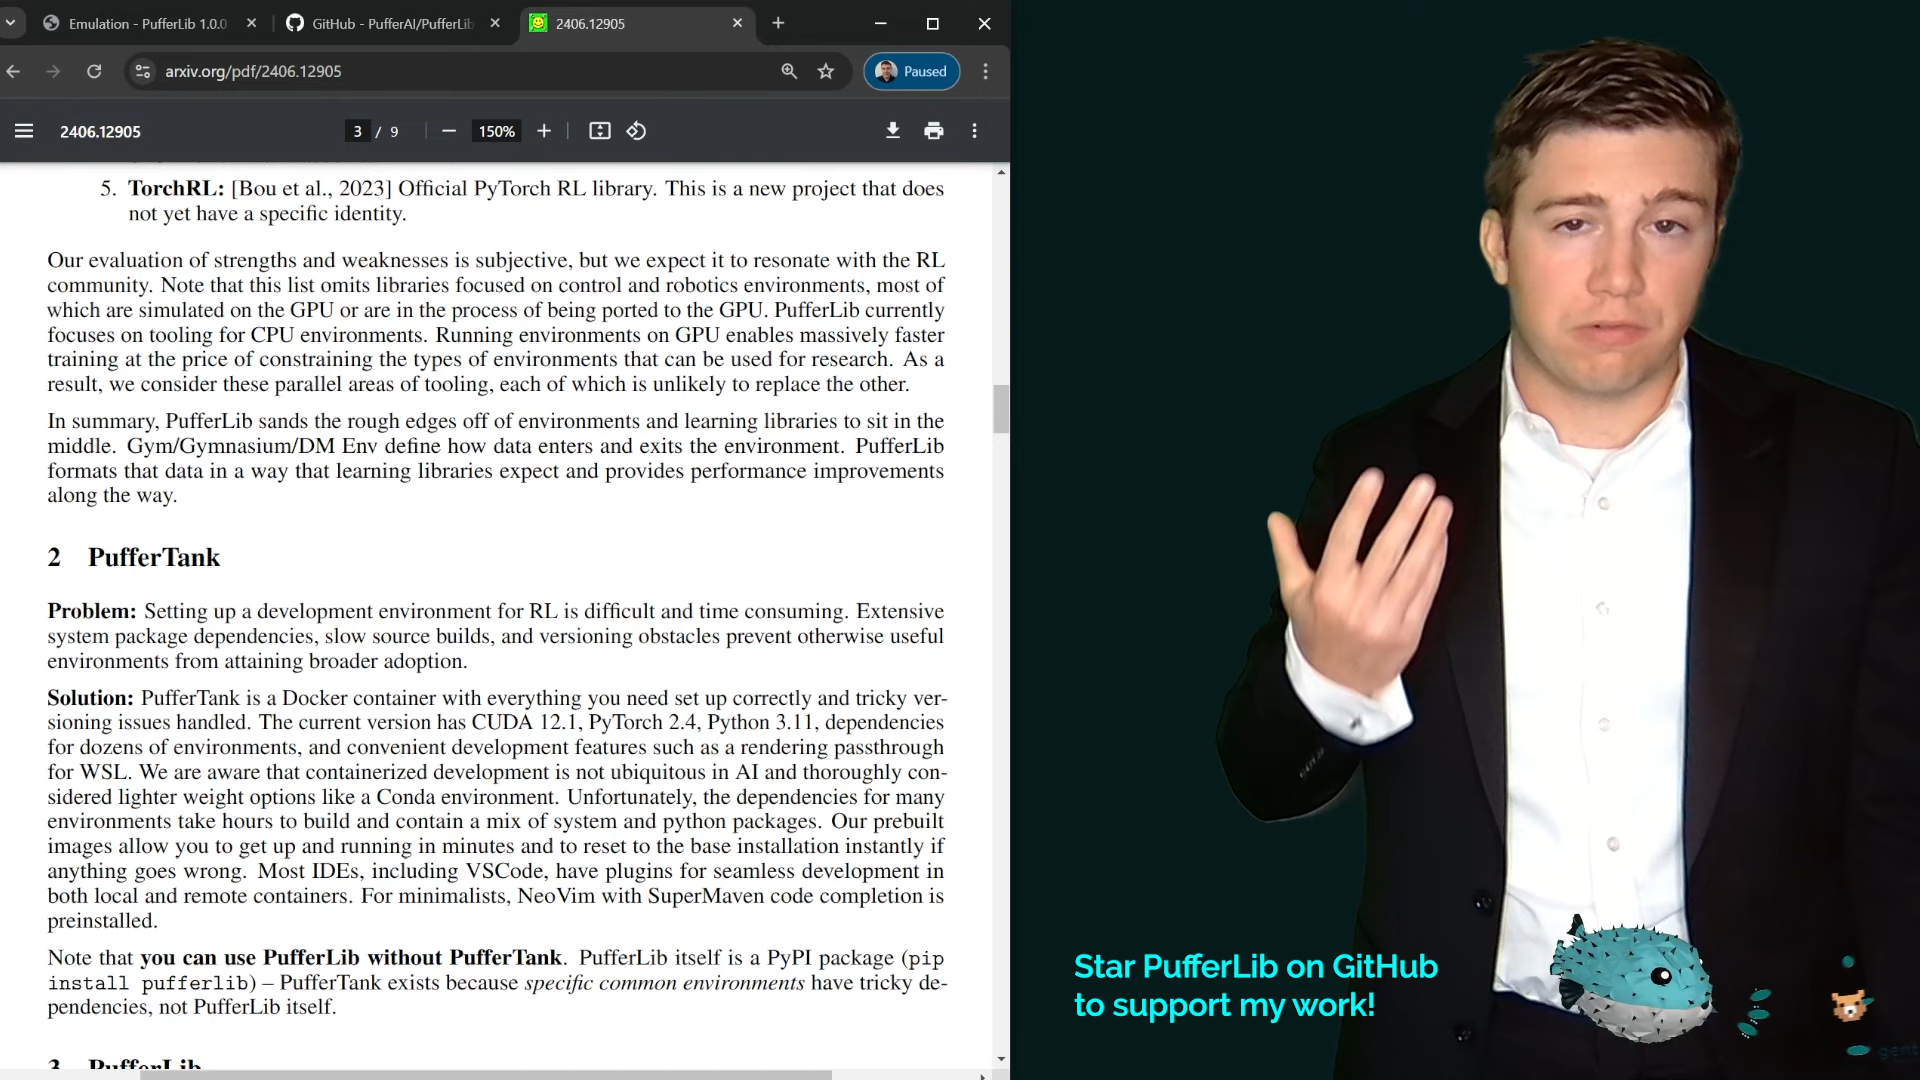 Emulation - PufferLib 1.0.0
GitHub - PufferAI/PufferLib
2406.12905
arxiv.org/pdf/2406.12905
Paused
2406.12905
3 / 9
150%
5. TorchRL: [Bou et al., 2023] Official PyTorch RL library. This is a new project that does
not yet have a specific identity.
Our evaluation of strengths and weaknesses is subjective, but we expect it to resonate with the RL
community. Note that this list omits libraries focused on control and robotics environments, most of
which are simulated on the GPU or are in the process of being ported to the GPU. PufferLib currently
focuses on tooling for CPU environments. Running environments on GPU enables massively faster
training at the price of constraining the types of environments that can be used for research. As a
result, we consider these parallel areas of tooling, each of which is unlikely to replace the other.
In summary, PufferLib sands the rough edges off of environments and learning libraries to sit in the
middle. Gym/Gymnasium/DM Env define how data enters and exits the environment. PufferLib
formats that data in a way that learning libraries expect and provides performance improvements
along the way.
2 PufferTank
Problem: Setting up a development environment for RL is difficult and time consuming. Extensive
system package dependencies, slow source builds, and versioning obstacles prevent otherwise useful
environments from attaining broader adoption.
Solution: PufferTank is a Docker container with everything you need set up correctly and tricky ver-
sioning issues handled. The current version has CUDA 12.1, PyTorch 2.4, Python 3.11, dependencies
for dozens of environments, and convenient development features such as a rendering passthrough
for WSL. We are aware that containerized development is not ubiquitous in AI and thoroughly con-
sidered lighter weight options like a Conda environment. Unfortunately, the dependencies for many
environments take hours to build and contain a mix of system and python packages. Our prebuilt
images allow you to get up and running in minutes and to reset to the base installation instantly if
anything goes wrong. Most IDEs, including VSCode, have plugins for seamless development in
both local and remote containers. For minimalists, NeoVim with SuperMaven code completion is
preinstalled.
Note that you can use PufferLib without PufferTank. PufferLib itself is a PyPI package (pip
install pufferlib) – PufferTank exists because specific common environments have tricky de-
pendencies, not PufferLib itself.
3 PufferLib
Star PufferLib on GitHub
to support my work!